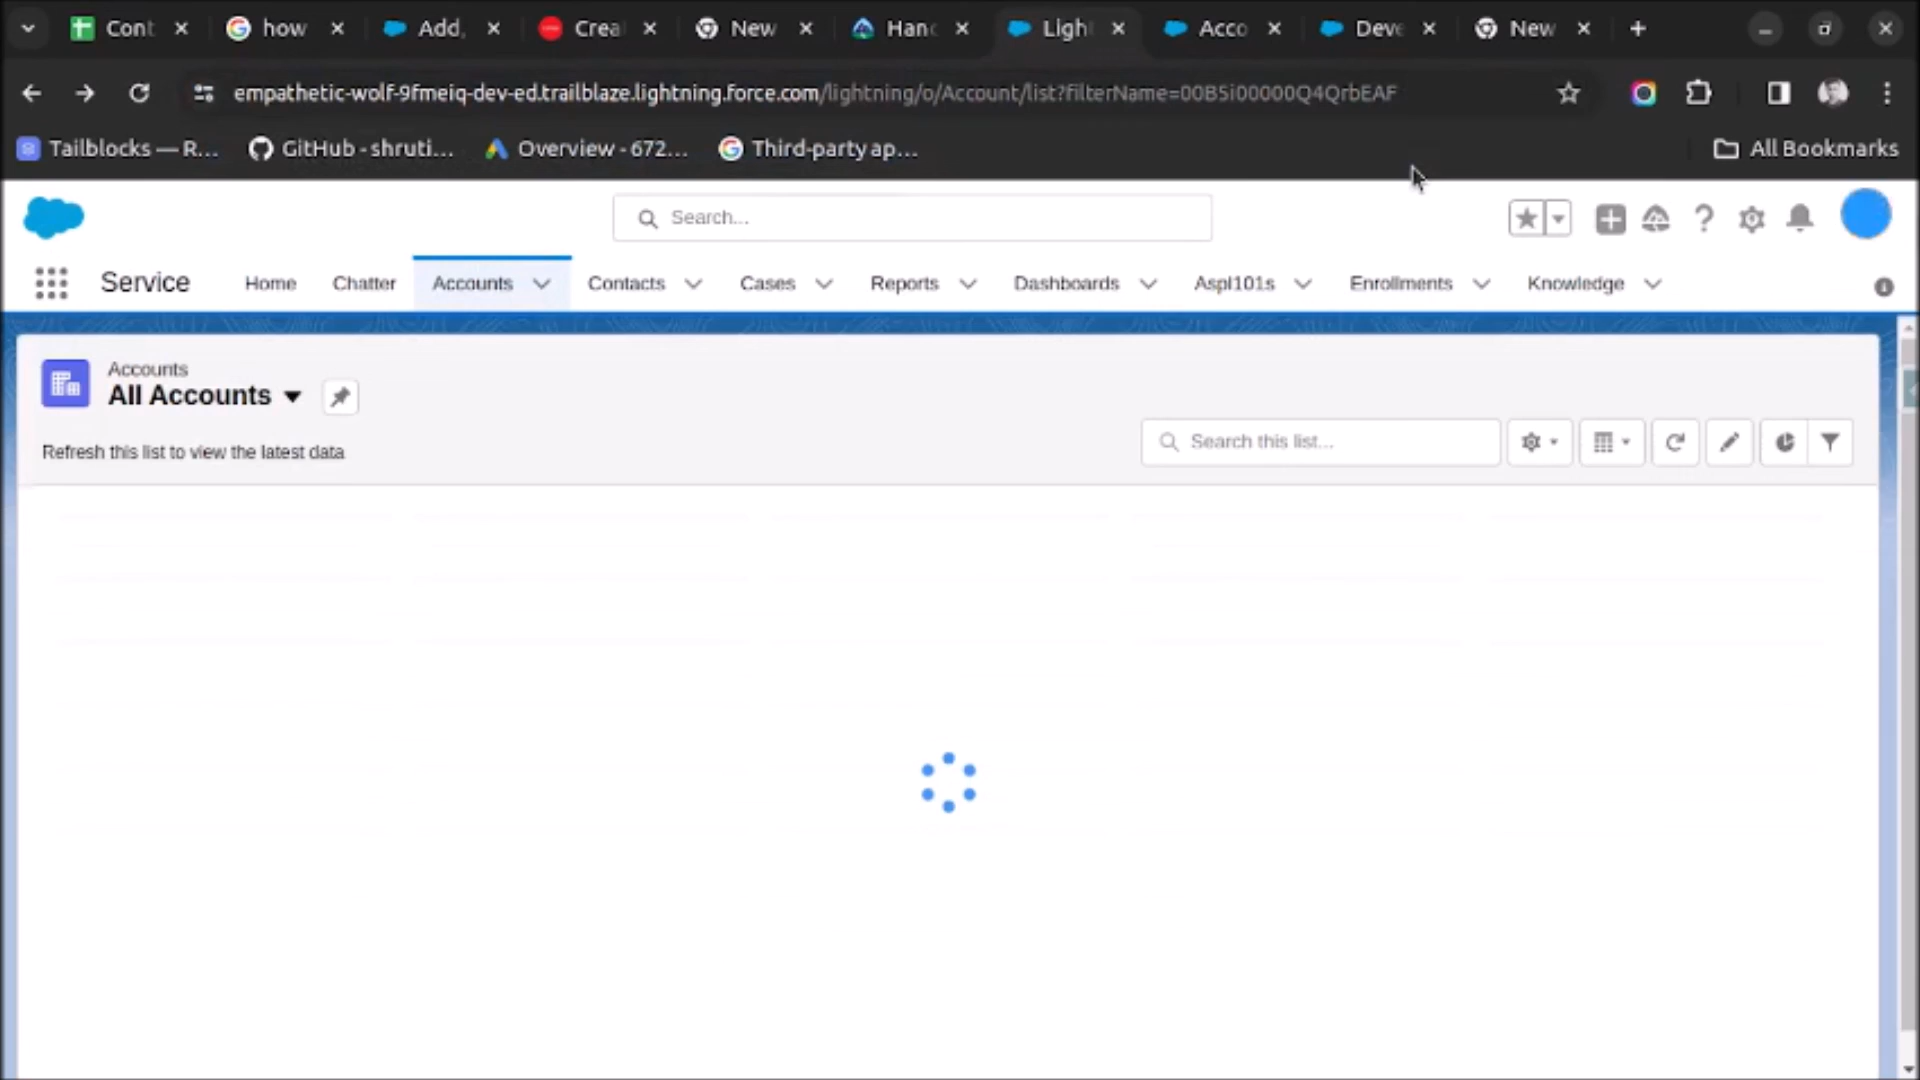 Cont how Add, Crea New Hanc Light Acco Deve New
empathetic-wolf-9fmeiq-dev-ed.trailblaze.lightning.force.com/lightning/o/Account/list?filterName=00B5i00000Q4QrbEAF
Tailblocks — R... GitHub - shruti... Overview - 672... Third-party ap... All Bookmarks
Search...
Service Home Chatter Accounts Contacts Cases Reports Dashboards Aspl101s Enrollments Knowledge
Accounts
All Accounts
Refresh this list to view the latest data
Search this list...